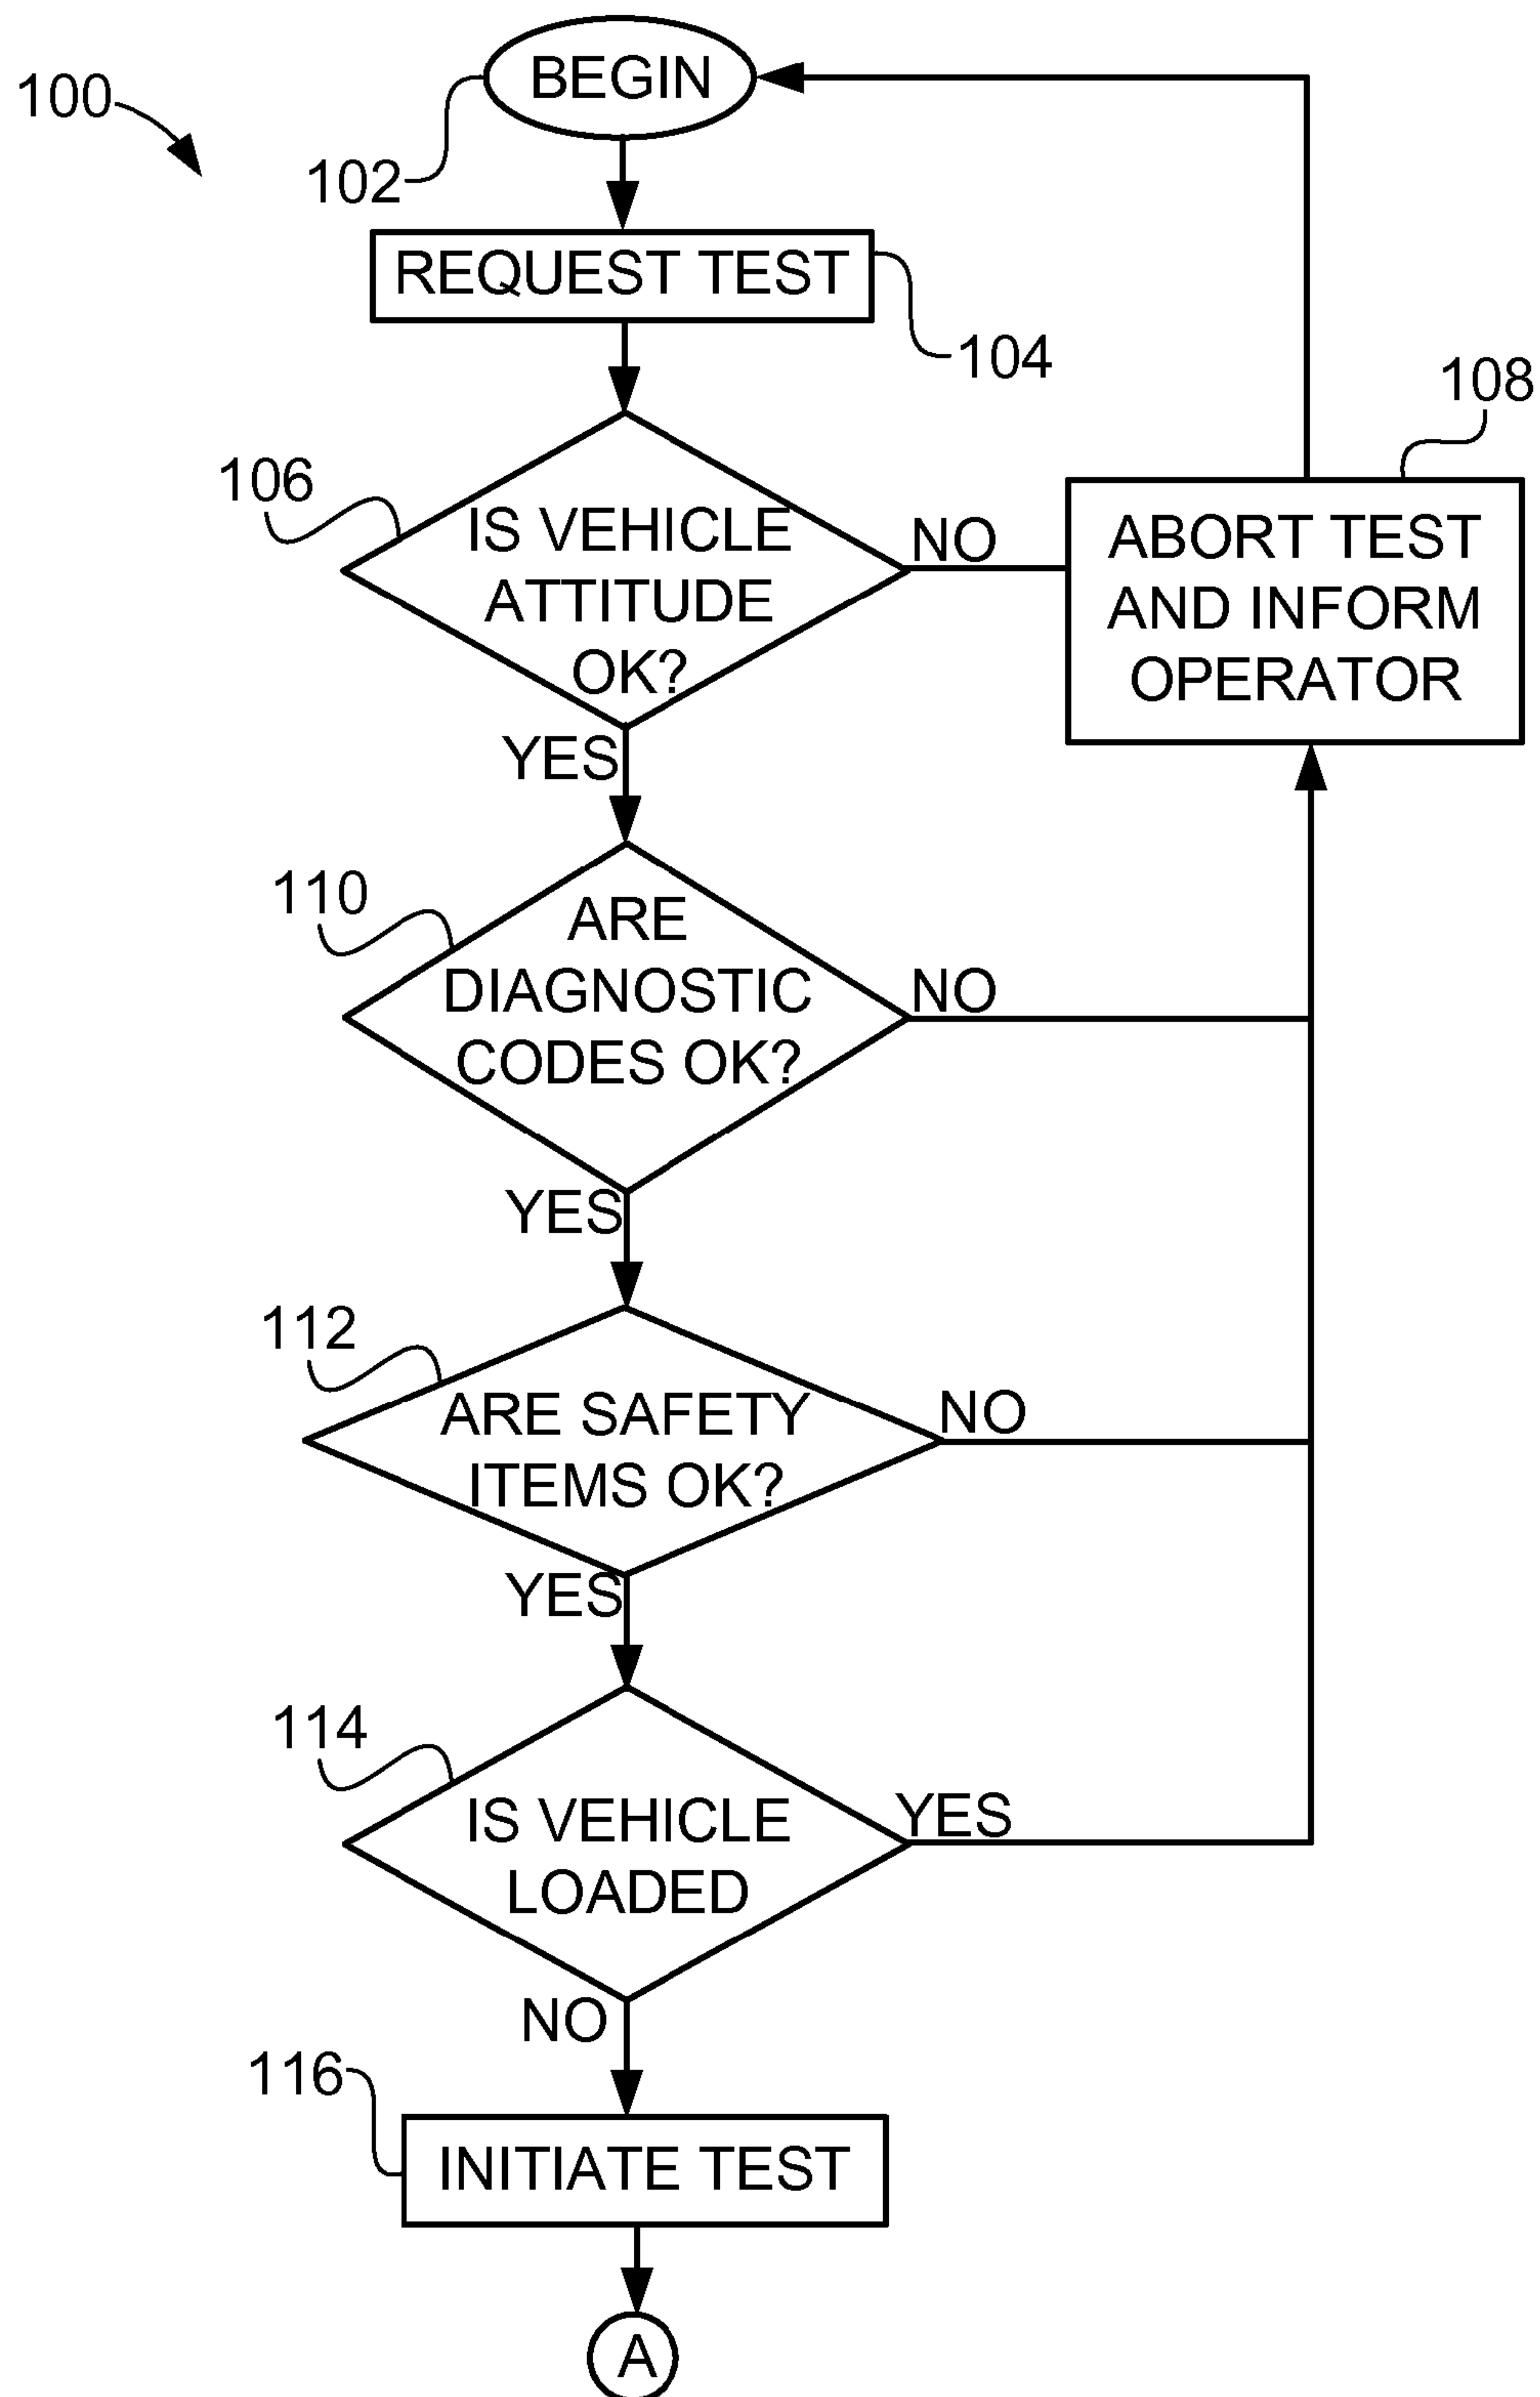 100
BEGIN
102
REQUEST TEST
104
108
106
IS VEHICLE
ATTITUDE
OK?
NO
ABORT TEST
AND INFORM
OPERATOR
YES
110
ARE
DIAGNOSTIC
CODES OK?
NO
YES
112
ARE SAFETY
ITEMS OK?
NO
YES
114
IS VEHICLE
LOADED
YES
NO
116
INITIATE TEST
A